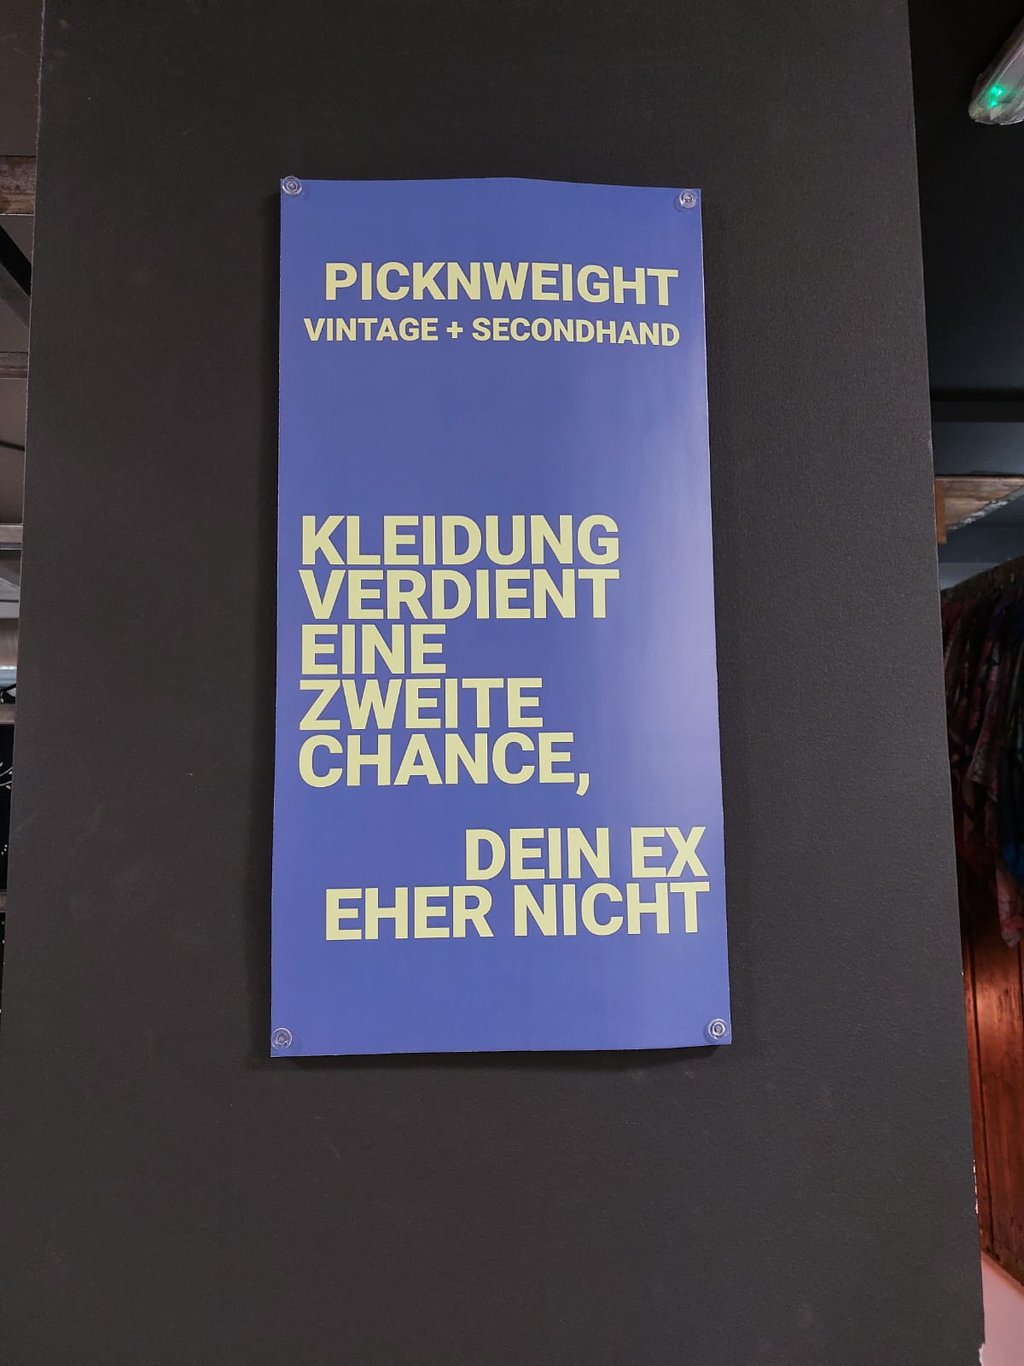 PICKNWEIGHT
VINTAGE + SECONDHAND
KLEIDUNG
VERDIENT
EINE
ZWEITE
CHANCE,
DEIN EX
EHER NICHT